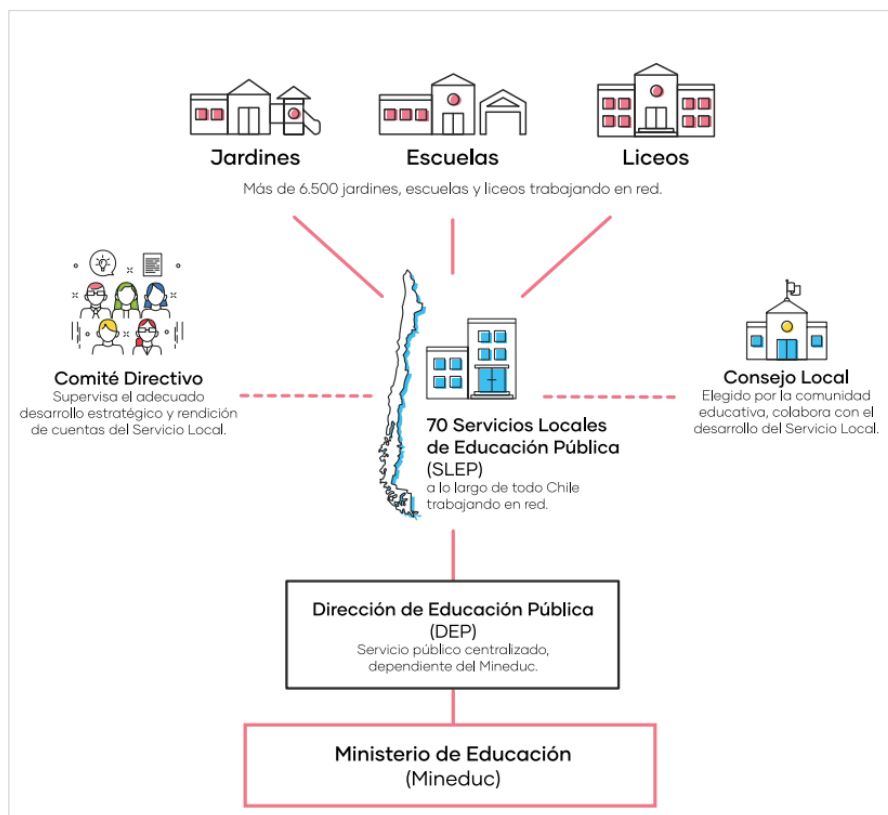 Jardines
Escuelas
Liceos
Más de 6.500 jardines, escuelas y liceos trabajando en red.
Comité Directivo
Supervisa el adecuado
desarrollo estratégico y rendición
de cuentas del Servicio Local.
70 Servicios Locales
de Educación Pública
(SLEP)
a lo largo de todo Chile
trabajando en red.
Consejo Local
Elegido por la comunidad
educativa, colabora con el
desarrollo del Servicio Local.
Dirección de Educación Pública
(DEP)
Servicio público centralizado,
dependiente del Mineduc.
Ministerio de Educación
(Mineduc)